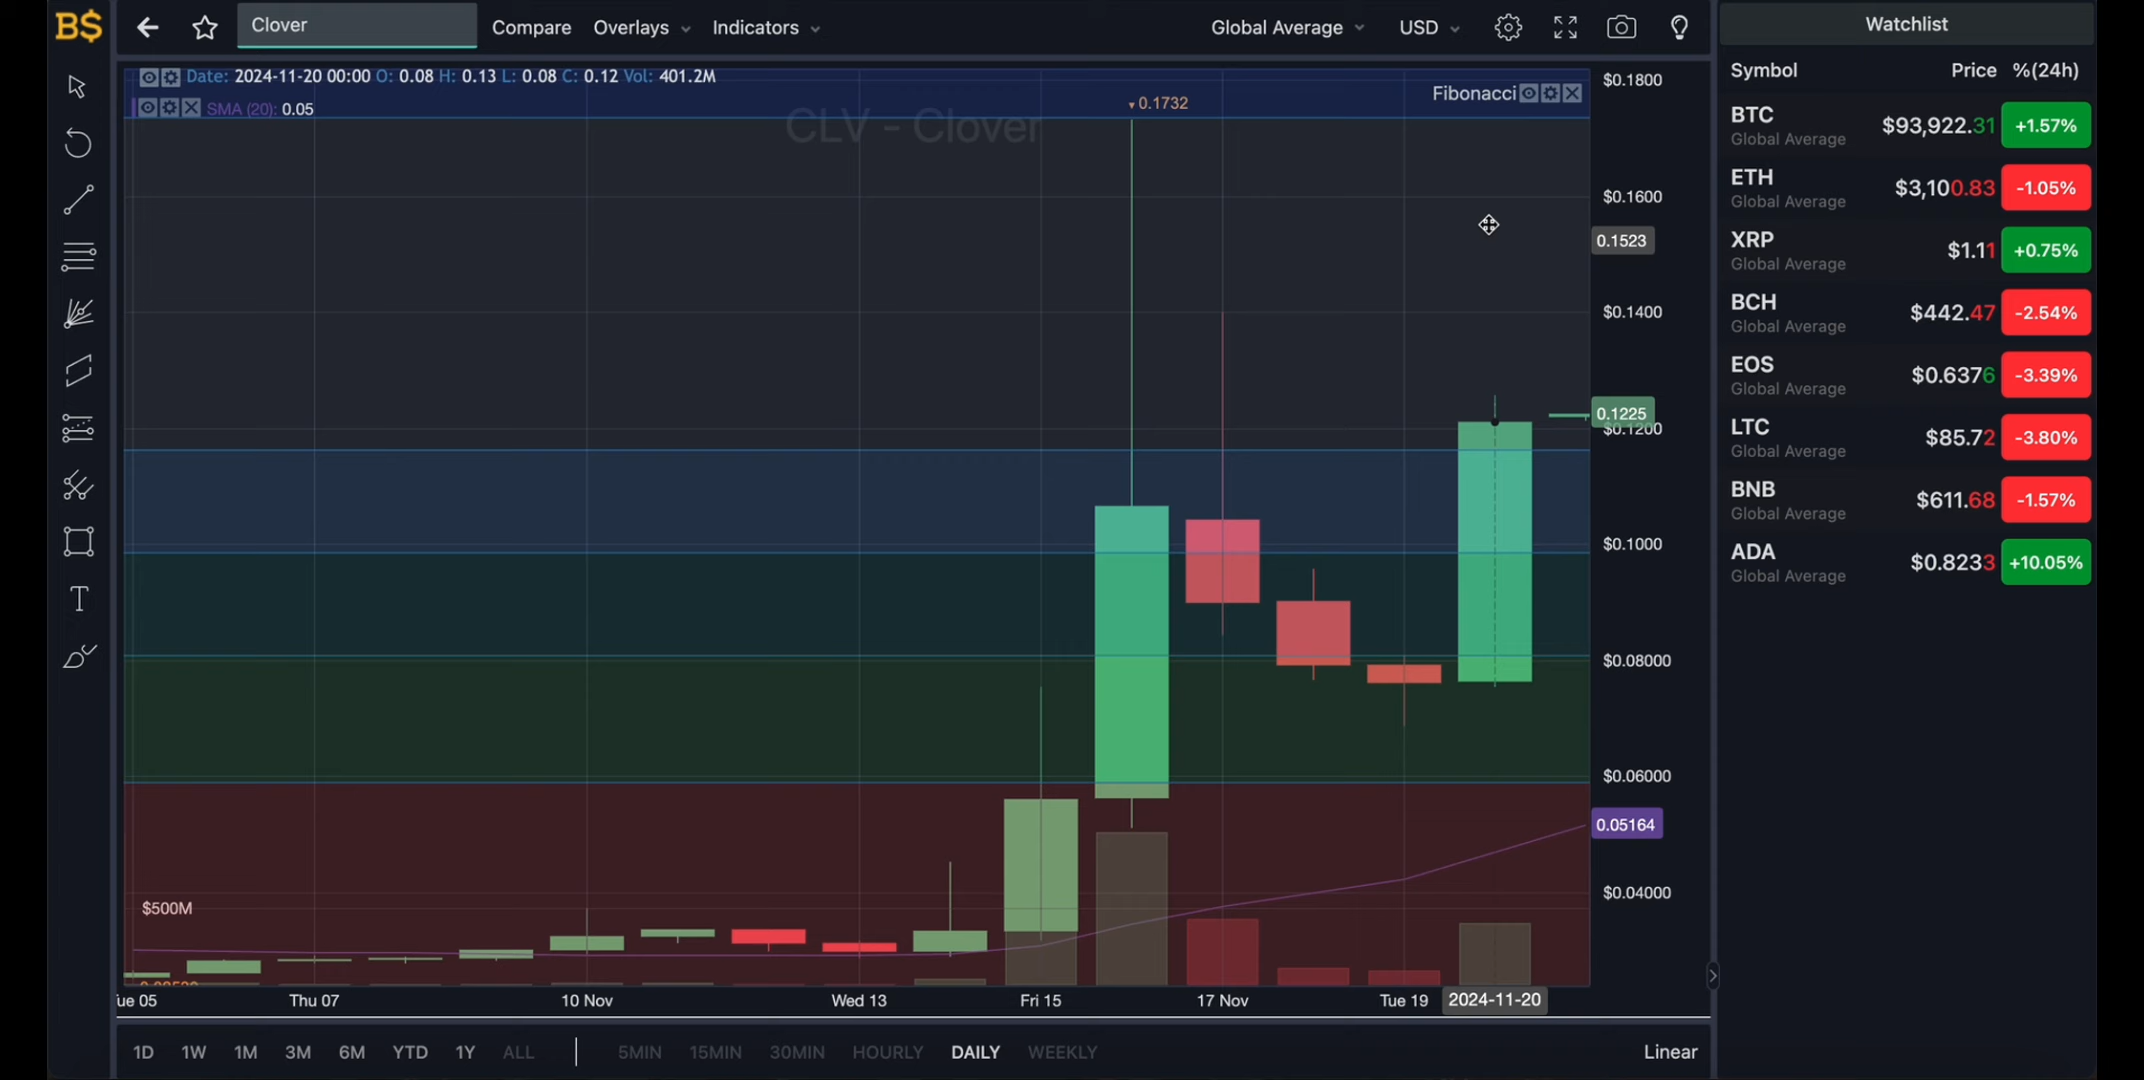 B$
Clover
Compare
Overlays
Indicators
Global Average
USD
Date: 2024-11-20 00:00 O: 0.08 H: 0.13 L: 0.08 C: 0.12 Vol: 401.2M
SMA (20): 0.05
CLV - Clover
Fibonacci
0.1732
$0.1800
$0.1600
0.1523
$0.1400
0.1225
$0.1200
$0.1000
$0.08000
$0.06000
0.05164
$0.04000
$500M
Tue 05
Thu 07
10 Nov
Wed 13
Fri 15
17 Nov
Tue 19
2024-11-20
1D
1W
1M
3M
6M
YTD
1Y
ALL
5MIN
15MIN
30MIN
HOURLY
DAILY
WEEKLY
Linear
Watchlist
Symbol Price %(24h)
BTC $93,922.31 +1.57%
Global Average
ETH $3,100.83 -1.05%
Global Average
XRP $1.11 +0.75%
Global Average
BCH $442.47 -2.54%
Global Average
EOS $0.6376 -3.39%
Global Average
LTC $85.72 -3.80%
Global Average
BNB $611.68 -1.57%
Global Average
ADA $0.8233 +10.05%
Global Average
T